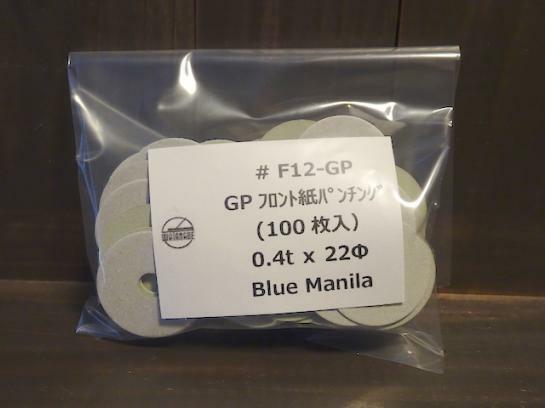 # F12-GP
GP ﾌﾛﾝﾄ紙ﾊﾟﾝﾁﾝｸﾞ
(100 枚入)
0.4t x 22Φ
Blue Manila